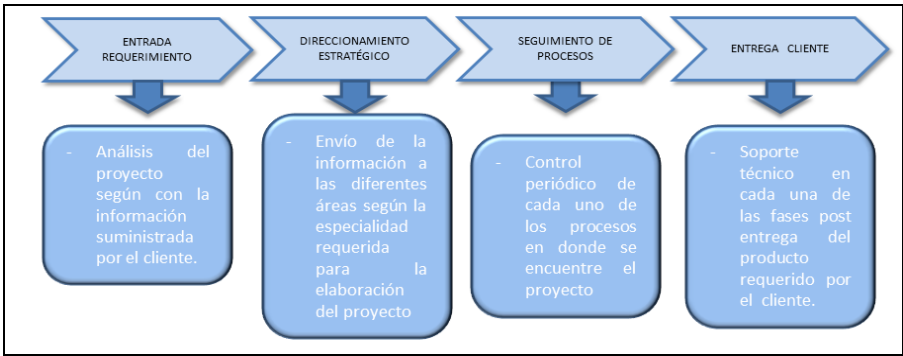 ENTRADA
REQUERIMIENTO
DIRECCIONAMIENTO
ESTRATÉGICO
SEGUIMIENTO DE
PROCESOS
ENTREGA CLIENTE
- Análisis del
proyecto
según con la
información
suministrada
por el cliente.
- Envío de la
información a
las diferentes
áreas según la
especialidad
requerida
para la
elaboración
del proyecto
- Control
periódico de
cada uno de
los procesos
en donde se
encuentre el
proyecto
- Soporte
técnico en
cada una de
las fases post
entrega del
producto
requerido por
el cliente.